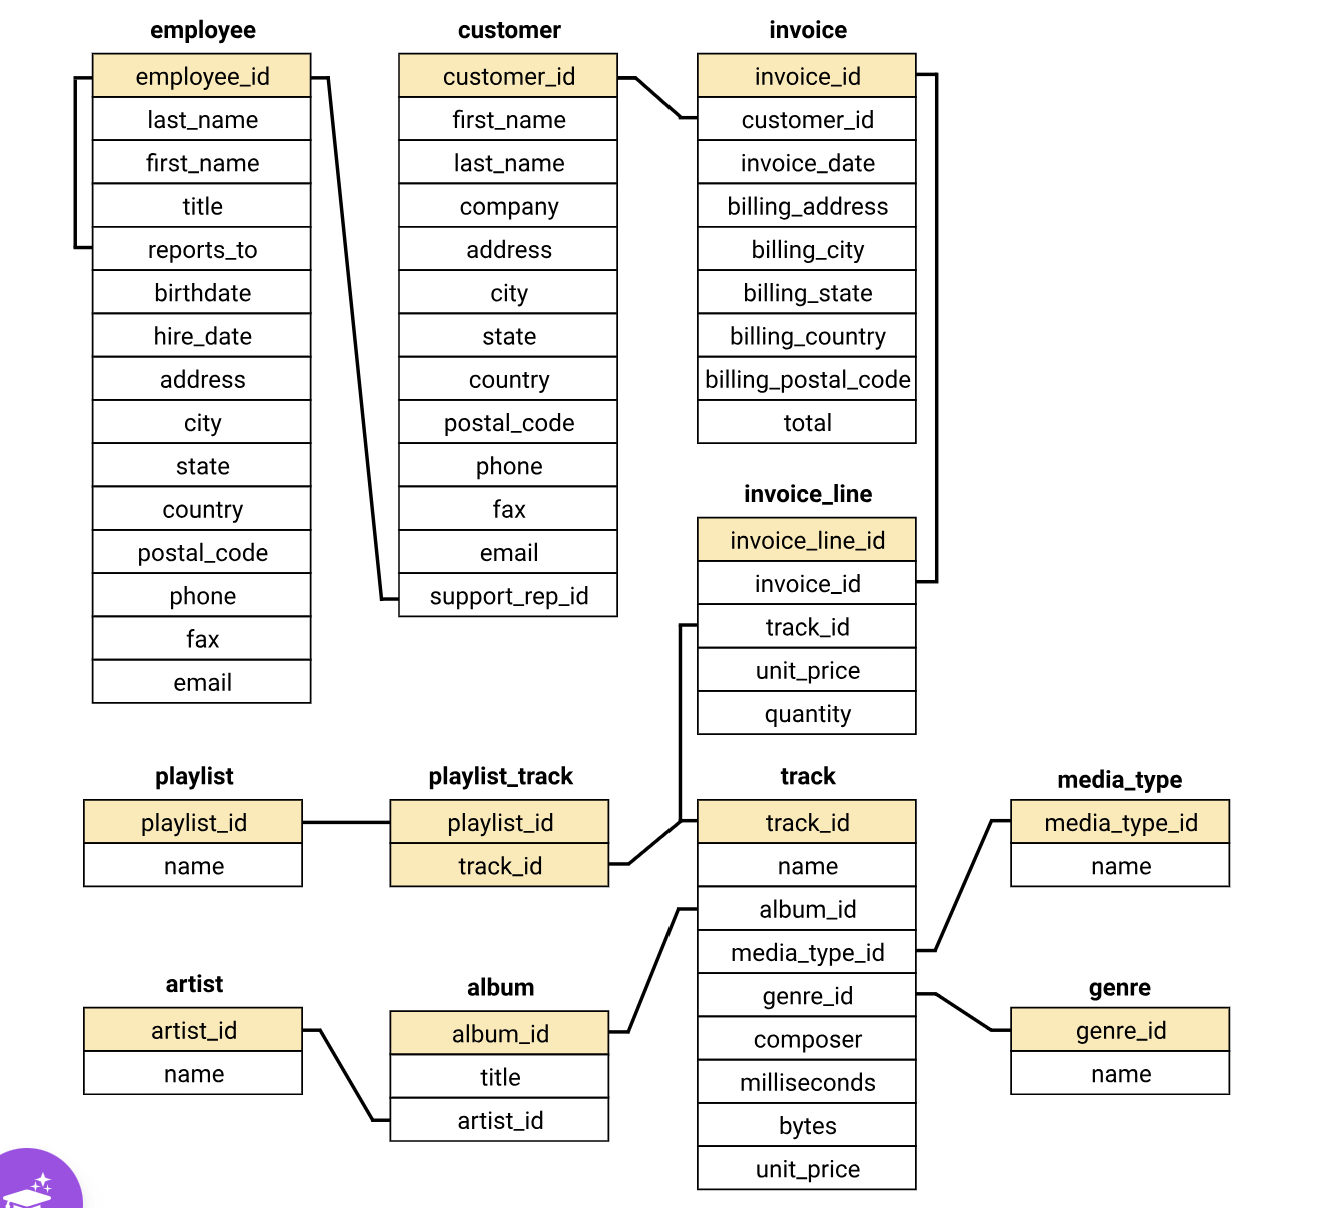 employee
employee_id
last_name
first_name
title
reports_to
birthdate
hire_date
address
city
state
country
postal_code
phone
fax
email
customer
customer_id
first_name
last_name
company
address
city
state
country
postal_code
phone
fax
email
support_rep_id
invoice
invoice_id
customer_id
invoice_date
billing_address
billing_city
billing_state
billing_country
billing_postal_code
total
invoice_line
invoice_line_id
invoice_id
track_id
unit_price
quantity
playlist
playlist_id
name
playlist_track
playlist_id
track_id
track
track_id
name
album_id
media_type_id
genre_id
composer
milliseconds
bytes
unit_price
media_type
media_type_id
name
artist
artist_id
name
album
album_id
title
artist_id
genre
genre_id
name